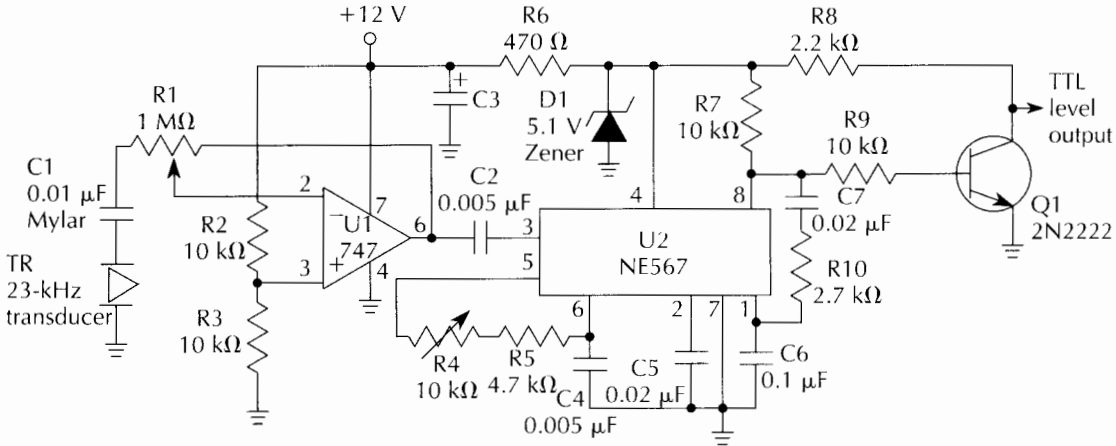 +12 V
R6
470 Ω
R8
2.2 kΩ
R1
1 MΩ
+
C3
D1
5.1 V
Zener
R7
10 kΩ
TTL
level
output
R9
10 kΩ
C1
0.01 μF
Mylar
2
C2
0.005 μF
4
8
C7
0.02 μF
Q1
2N2222
R2
10 kΩ
−
7
U1
747
+
6
3
4
3
5
U2
NE567
R10
2.7 kΩ
TR
23-kHz
transducer
R3
10 kΩ
6
2
7
1
R4
10 kΩ
R5
4.7 kΩ
C4
0.005 μF
C5
0.02 μF
C6
0.1 μF